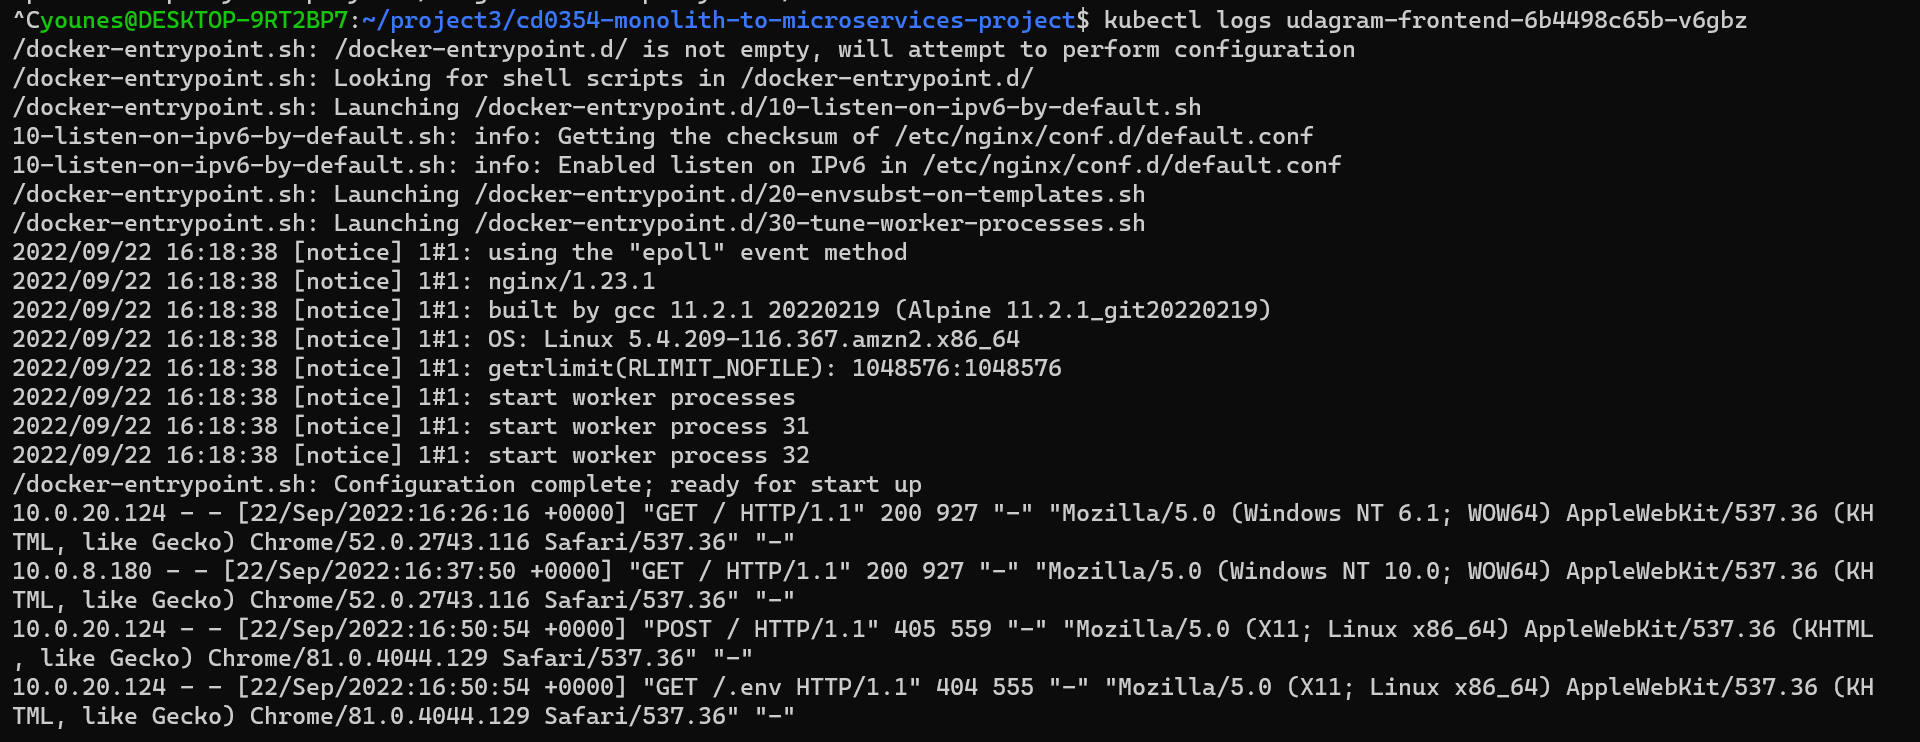 ^Cyounes@DESKTOP-9RT2BP7:~/project3/cd0354-monolith-to-microservices-project$ kubectl logs udagram-frontend-6b4498c65b-v6gbz
/docker-entrypoint.sh: /docker-entrypoint.d/ is not empty, will attempt to perform configuration
/docker-entrypoint.sh: Looking for shell scripts in /docker-entrypoint.d/
/docker-entrypoint.sh: Launching /docker-entrypoint.d/10-listen-on-ipv6-by-default.sh
10-listen-on-ipv6-by-default.sh: info: Getting the checksum of /etc/nginx/conf.d/default.conf
10-listen-on-ipv6-by-default.sh: info: Enabled listen on IPv6 in /etc/nginx/conf.d/default.conf
/docker-entrypoint.sh: Launching /docker-entrypoint.d/20-envsubst-on-templates.sh
/docker-entrypoint.sh: Launching /docker-entrypoint.d/30-tune-worker-processes.sh
2022/09/22 16:18:38 [notice] 1#1: using the "epoll" event method
2022/09/22 16:18:38 [notice] 1#1: nginx/1.23.1
2022/09/22 16:18:38 [notice] 1#1: built by gcc 11.2.1 20220219 (Alpine 11.2.1_git20220219)
2022/09/22 16:18:38 [notice] 1#1: OS: Linux 5.4.209-116.367.amzn2.x86_64
2022/09/22 16:18:38 [notice] 1#1: getrlimit(RLIMIT_NOFILE): 1048576:1048576
2022/09/22 16:18:38 [notice] 1#1: start worker processes
2022/09/22 16:18:38 [notice] 1#1: start worker process 31
2022/09/22 16:18:38 [notice] 1#1: start worker process 32
/docker-entrypoint.sh: Configuration complete; ready for start up
10.0.20.124 - - [22/Sep/2022:16:26:16 +0000] "GET / HTTP/1.1" 200 927 "-" "Mozilla/5.0 (Windows NT 6.1; WOW64) AppleWebKit/537.36 (KH
TML, like Gecko) Chrome/52.0.2743.116 Safari/537.36" "-"
10.0.8.180 - - [22/Sep/2022:16:37:50 +0000] "GET / HTTP/1.1" 200 927 "-" "Mozilla/5.0 (Windows NT 10.0; WOW64) AppleWebKit/537.36 (KH
TML, like Gecko) Chrome/52.0.2743.116 Safari/537.36" "-"
10.0.20.124 - - [22/Sep/2022:16:50:54 +0000] "POST / HTTP/1.1" 405 559 "-" "Mozilla/5.0 (X11; Linux x86_64) AppleWebKit/537.36 (KHTML
, like Gecko) Chrome/81.0.4044.129 Safari/537.36" "-"
10.0.20.124 - - [22/Sep/2022:16:50:54 +0000] "GET /.env HTTP/1.1" 404 555 "-" "Mozilla/5.0 (X11; Linux x86_64) AppleWebKit/537.36 (KH
TML, like Gecko) Chrome/81.0.4044.129 Safari/537.36" "-"